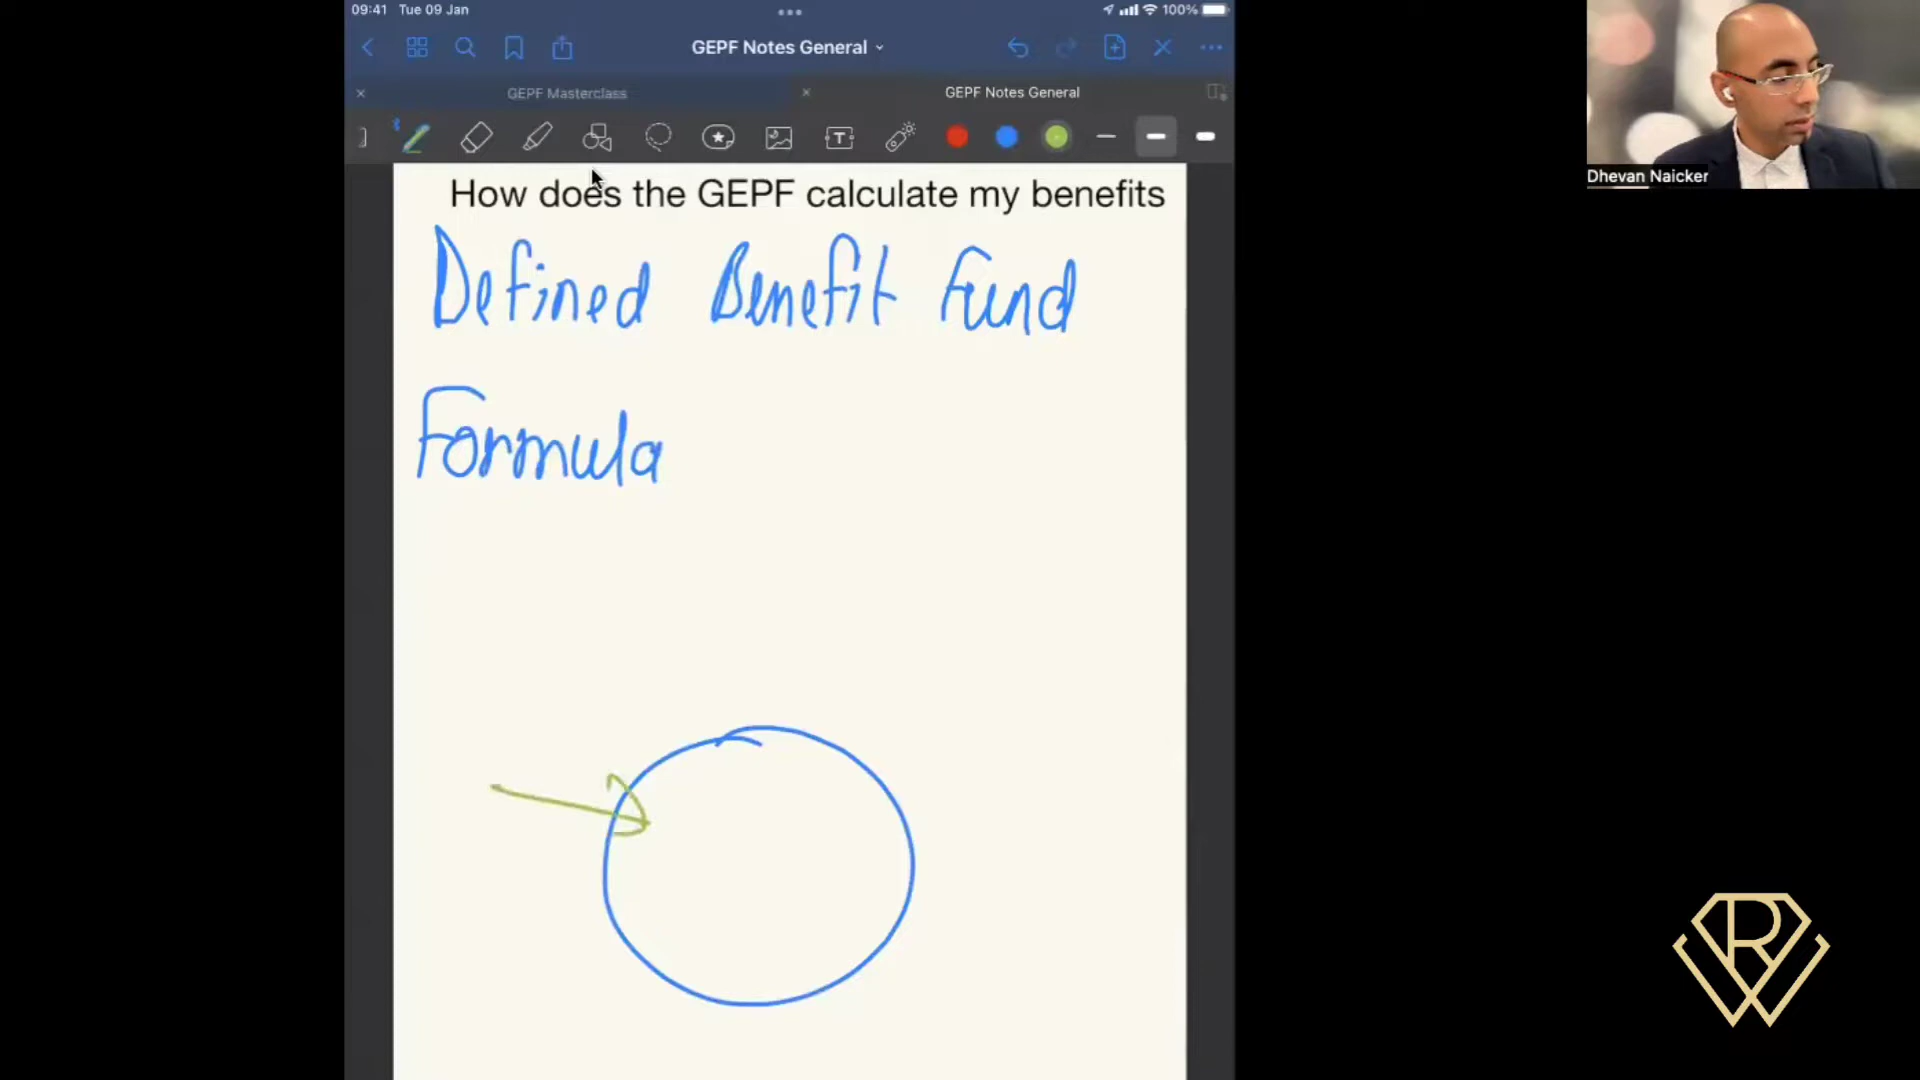 09:41 Tue 09 Jan
100%
GEPF Notes General
GEPF Masterclass
GEPF Notes General
T
How does the GEPF calculate my benefits
Defined Benefit Fund
Formula
Dhevan Naicker
RW